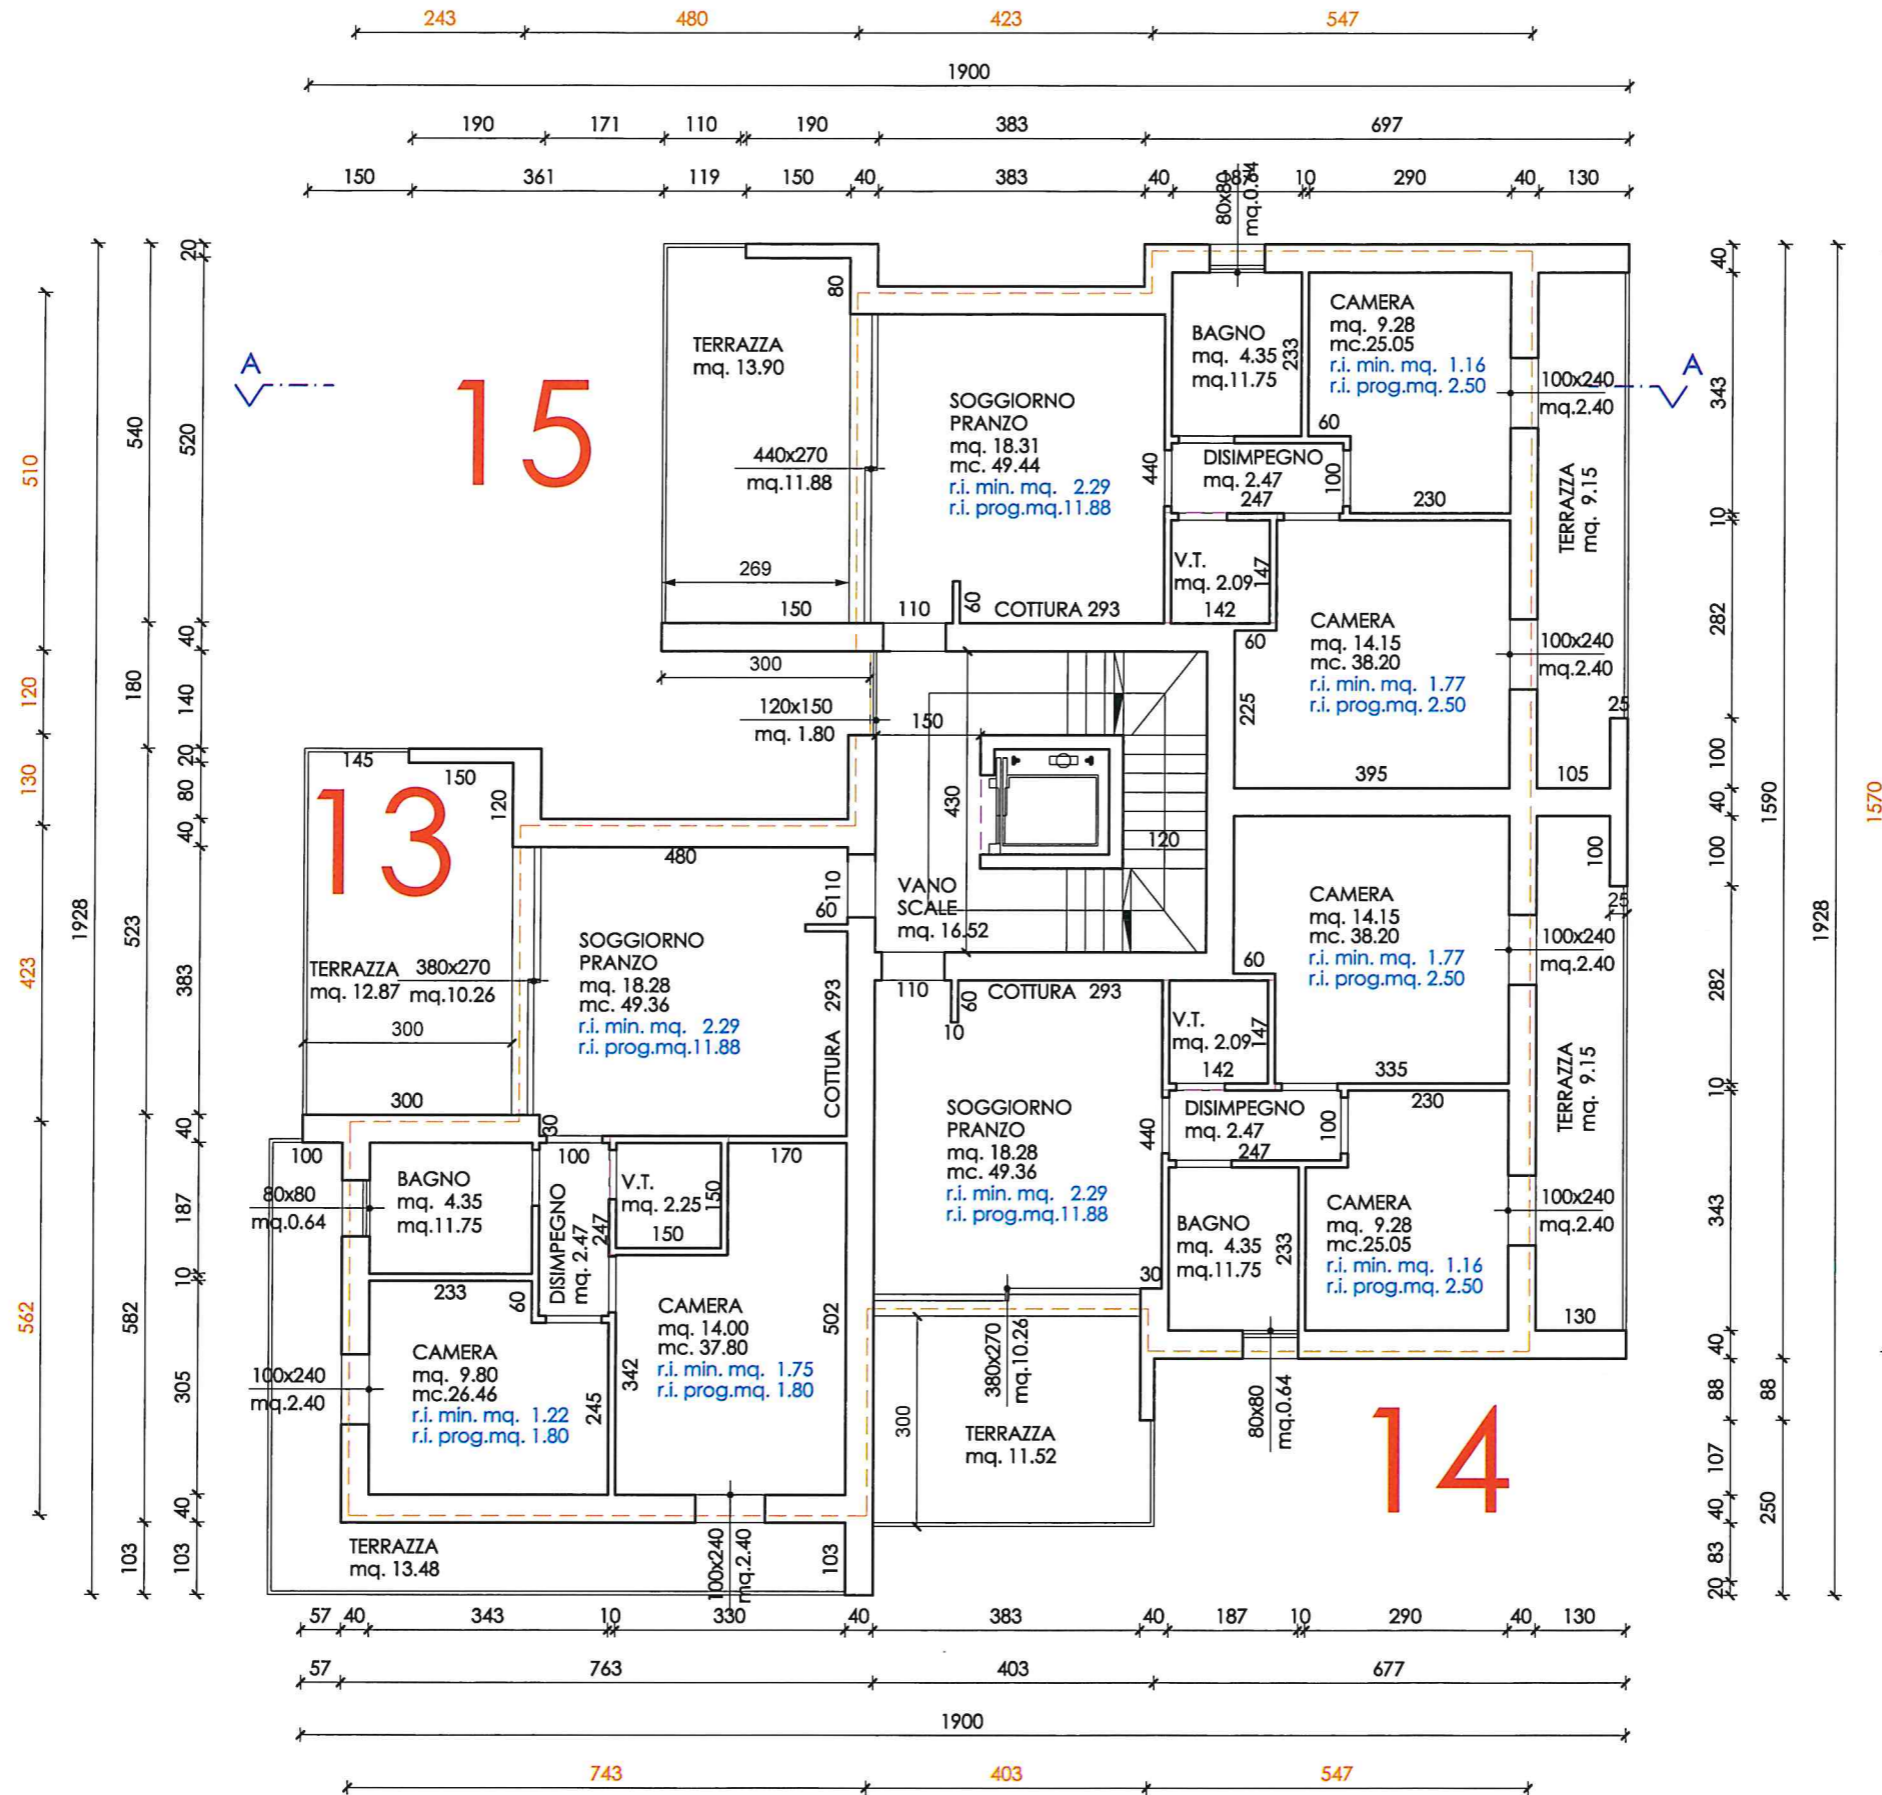 243 480 423 547
1900
190 171 110 190 383 697
150 361 119 150 40 383 40 187 10 290 40 130
80x80
mq.0.64
15
TERRAZZA
mq. 13.90
80
440x270
mq.11.88
269
150
SOGGIORNO
PRANZO
mq. 18.31
mc. 49.44
r.i. min. mq. 2.29
r.i. prog.mq.11.88
440
110
60
COTTURA 293
BAGNO
mq. 4.35
mq.11.75
233
CAMERA
mq. 9.28
mc.25.05
r.i. min. mq. 1.16
r.i. prog.mq. 2.50
60
100x240
mq.2.40
DISIMPEGNO
mq. 2.47
247
100
230
TERRAZZA
mq. 9.15
V.T.
mq. 2.09
147
142
60
CAMERA
mq. 14.15
mc. 38.20
r.i. min. mq. 1.77
r.i. prog.mq. 2.50
225
395
100x240
mq.2.40
25
105
A
A
300
120x150
mq. 1.80
150
430
120
VANO
SCALE
mq. 16.52
13
145
150
120
480
TERRAZZA
mq. 12.87
380x270
mq.10.26
300
300
SOGGIORNO
PRANZO
mq. 18.28
mc. 49.36
r.i. min. mq. 2.29
r.i. prog.mq.11.88
110
60
COTTURA 293
30
100
BAGNO
mq. 4.35
mq.11.75
80x80
mq.0.64
100
DISIMPEGNO
mq. 2.47
247
V.T.
mq. 2.25
150
150
170
233
60
CAMERA
mq. 9.80
mc.26.46
r.i. min. mq. 1.22
r.i. prog.mq. 1.80
245
100x240
mq.2.40
CAMERA
mq. 14.00
mc. 37.80
r.i. min. mq. 1.75
r.i. prog.mq. 1.80
342
502
TERRAZZA
mq. 13.48
100x240
mq.2.40
103
110
60
10
COTTURA 293
SOGGIORNO
PRANZO
mq. 18.28
mc. 49.36
r.i. min. mq. 2.29
r.i. prog.mq.11.88
440
30
380x270
mq.10.26
300
TERRAZZA
mq. 11.52
CAMERA
mq. 14.15
mc. 38.20
r.i. min. mq. 1.77
r.i. prog.mq. 2.50
60
335
100x240
mq.2.40
100
25
V.T.
mq. 2.09
147
142
DISIMPEGNO
mq. 2.47
247
100
230
TERRAZZA
mq. 9.15
BAGNO
mq. 4.35
mq.11.75
233
CAMERA
mq. 9.28
mc.25.05
r.i. min. mq. 1.16
r.i. prog.mq. 2.50
100x240
mq.2.40
130
80x80
mq.0.64
14
510 120 130 423 562
1928
540 180 523 582 103
20 520 40 140 20 80 40 383 40 187 10 305 40 103
40 343 10 282 100 40 100 282 10 343 40 88 107 40 83 20
1590 88 250
1928
1570
57 40 343 10 330 40 383 40 187 10 290 40 130
57 763 403 677
1900
743 403 547